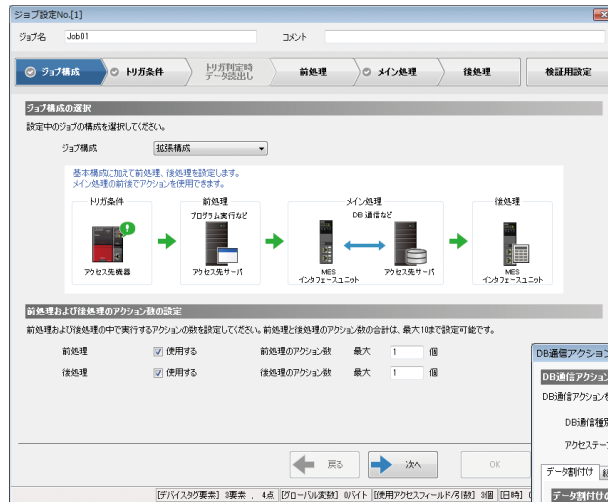 ジョブ設定No.[1]
ジョブ名 Job01 コメント
ジョブ構成 トリガ条件 トリガ判定時 データ読出し 前処理 メイン処理 後処理 検証用設定
ジョブ構成の選択
設定中のジョブの構成を選択してください。
ジョブ構成 拡張構成
基本構成に加えて前処理、後処理を設定します。
メイン処理の前後でアクションを使用できます。
トリガ条件 前処理 メイン処理 後処理
プログラム実行など DB 通信など
アクセス先機器 アクセス先サーバ MES インタフェースユニット アクセス先サーバ MES インタフェースユニット
前処理および後処理のアクション数の設定
前処理および後処理の中で実行するアクションの数を設定してください。前処理と後処理のアクション数の合計は、最大10まで設定可能です。
前処理 使用する 前処理のアクション数 最大 1 個
後処理 使用する 後処理のアクション数 最大 1 個
戻る 次へ OK
[デバイスタグ要素] 3要素 , 4点 [グローバル変数] 0バイト [使用アクセスフィールド/引数] 3個 [日時]
DB通信アクション
DB通信アクション
DB通信アクションを
DB通信種別
アクセステー
データ割付け
データ割付けの